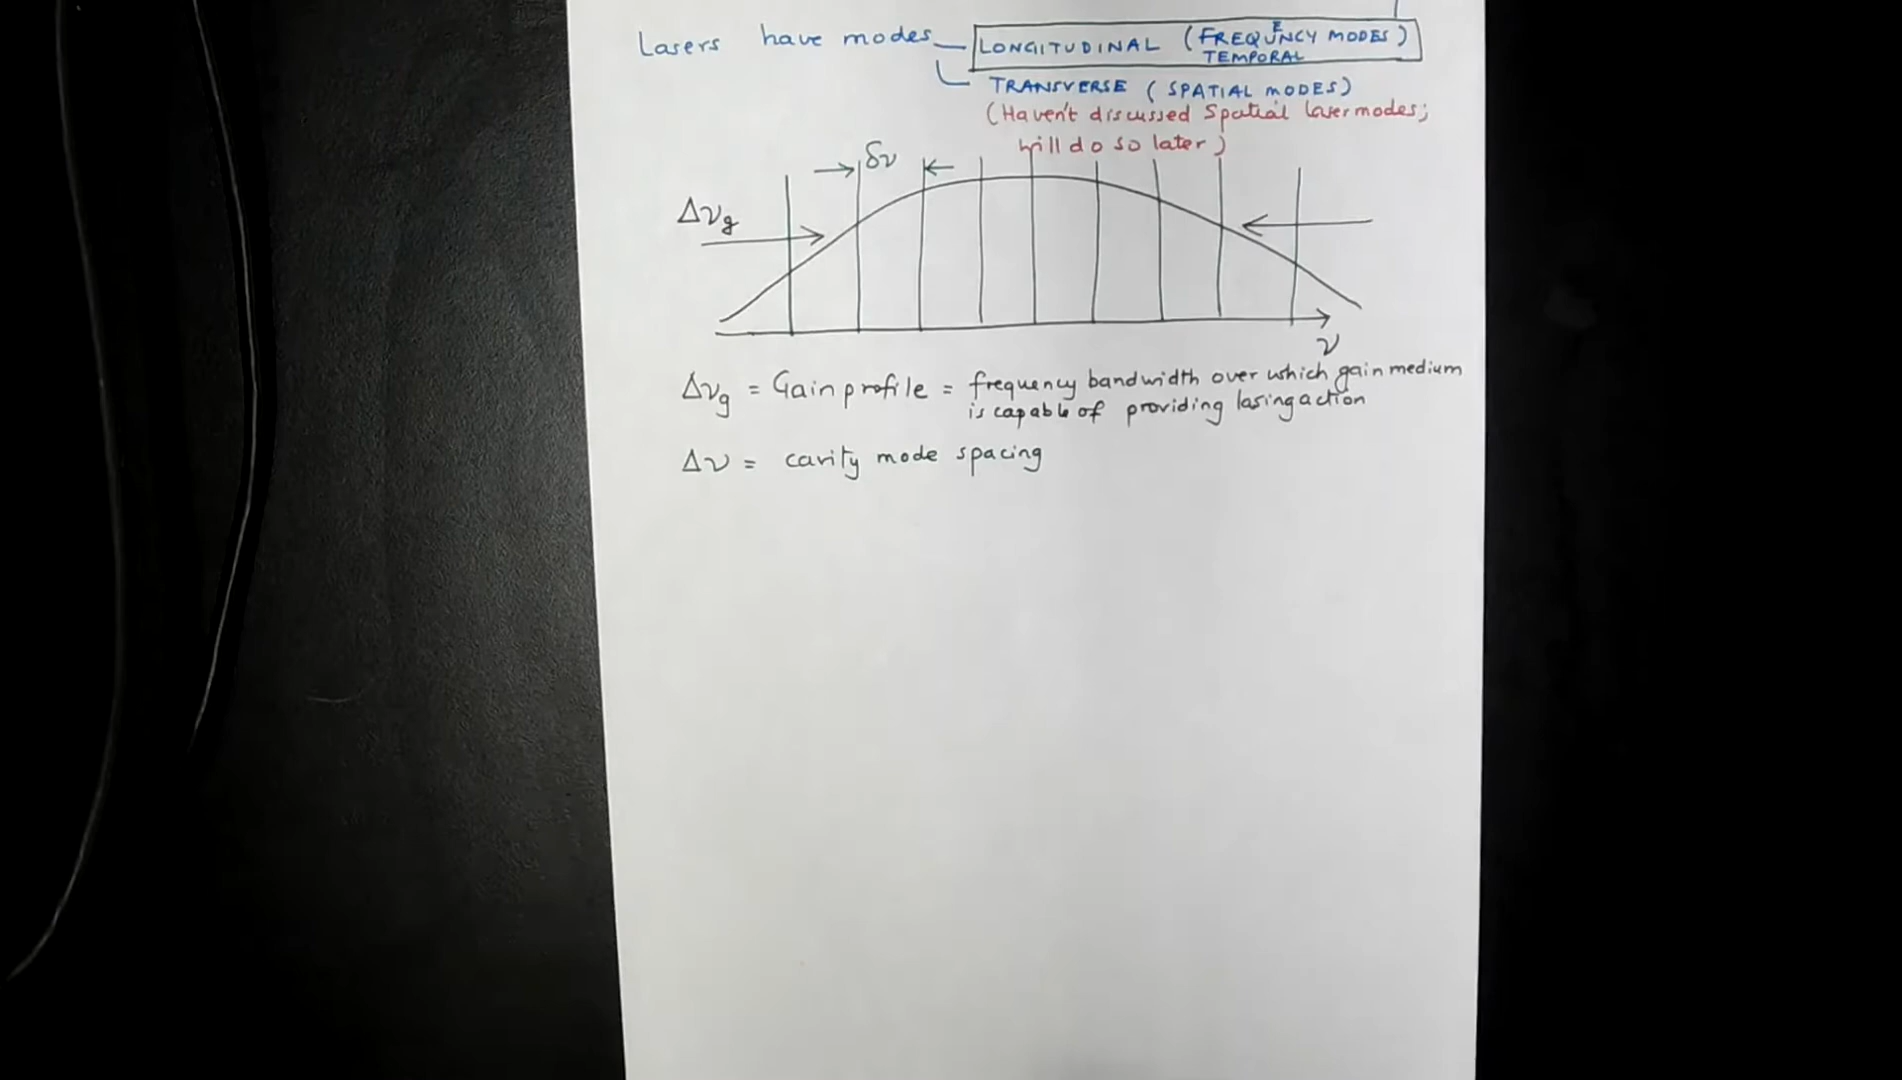 Lasers have modes LONGITUDINAL (FREQUENCY MODES)
TEMPORAL
TRANSVERSE (SPATIAL MODES)
(Haven't discussed Spatial laser modes;
will do so later)
δν
Δνg
ν
Δνg = Gain profile = frequency bandwidth over which gain medium
is capable of providing lasing action
Δν = cavity mode spacing